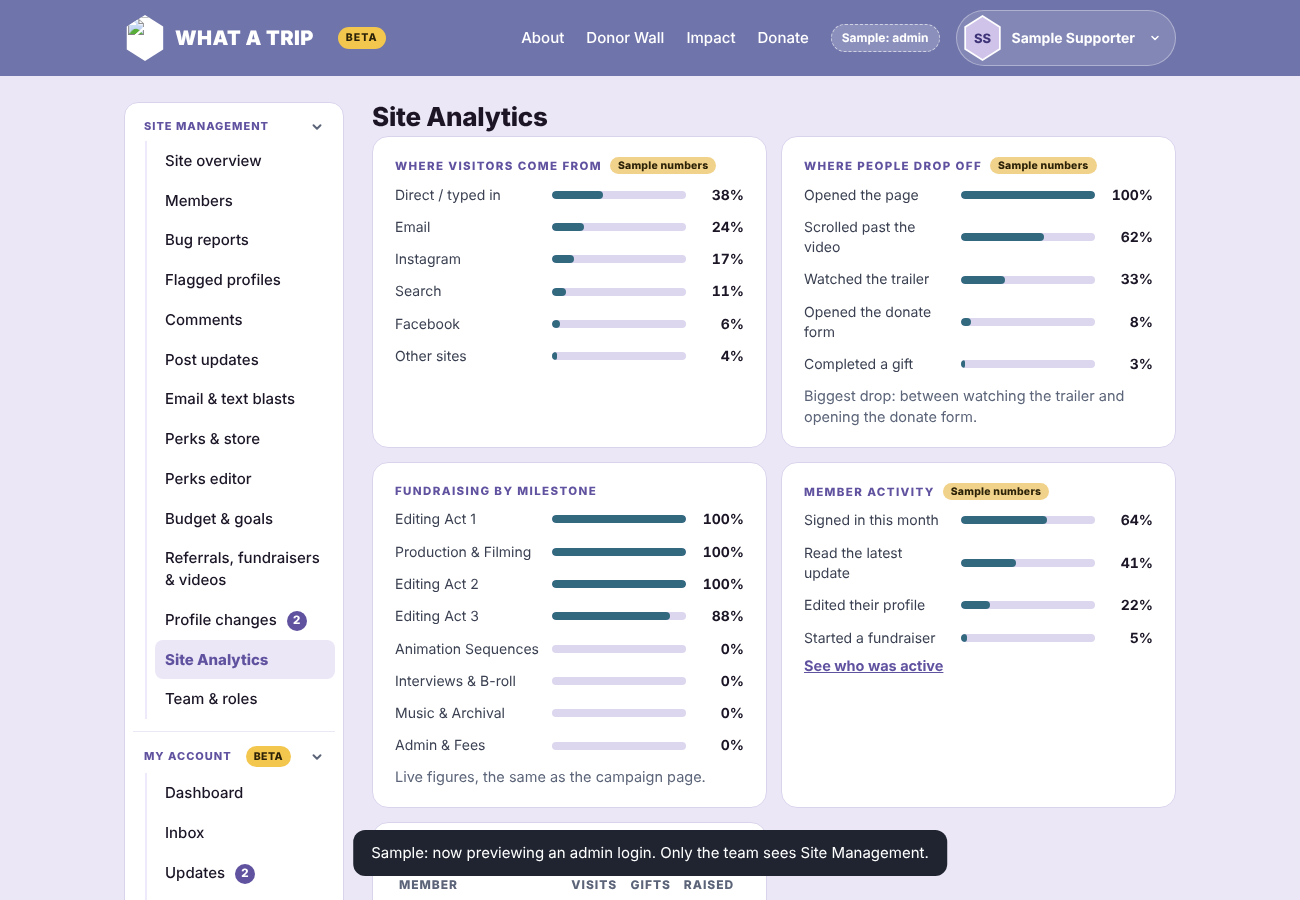 WHAT A TRIP
BETA
About
Donor Wall
Impact
Donate
Sample: admin
SS
Sample Supporter
SITE MANAGEMENT
Site overview
Members
Bug reports
Flagged profiles
Comments
Post updates
Email & text blasts
Perks & store
Perks editor
Budget & goals
Referrals, fundraisers
& videos
Profile changes 2
Site Analytics
Team & roles
MY ACCOUNT BETA
Dashboard
Inbox
Updates 2
Site Analytics
WHERE VISITORS COME FROM Sample numbers
Direct / typed in 38%
Email 24%
Instagram 17%
Search 11%
Facebook 6%
Other sites 4%
WHERE PEOPLE DROP OFF Sample numbers
Opened the page 100%
Scrolled past the
video 62%
Watched the trailer 33%
Opened the donate
form 8%
Completed a gift 3%
Biggest drop: between watching the trailer and
opening the donate form.
FUNDRAISING BY MILESTONE
Editing Act 1 100%
Production & Filming 100%
Editing Act 2 100%
Editing Act 3 88%
Animation Sequences 0%
Interviews & B-roll 0%
Music & Archival 0%
Admin & Fees 0%
Live figures, the same as the campaign page.
MEMBER ACTIVITY Sample numbers
Signed in this month 64%
Read the latest
update 41%
Edited their profile 22%
Started a fundraiser 5%
See who was active
Sample: now previewing an admin login. Only the team sees Site Management.
MEMBER VISITS GIFTS RAISED